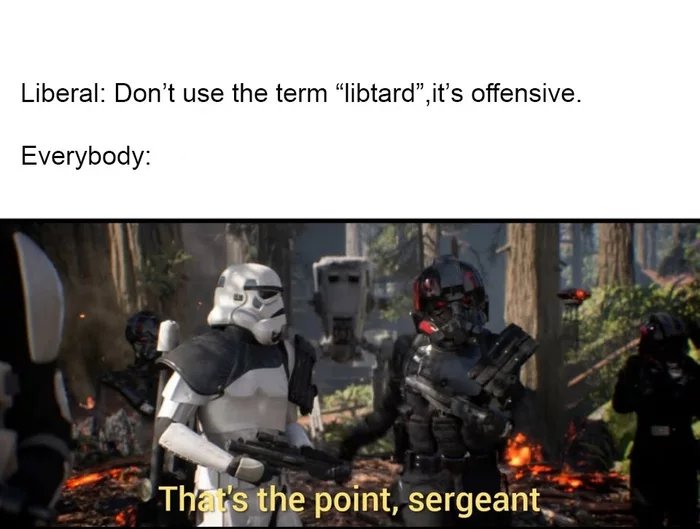 Liberal: Don’t use the term “libtard”,it’s offensive.
Everybody:
That's the point, sergeant